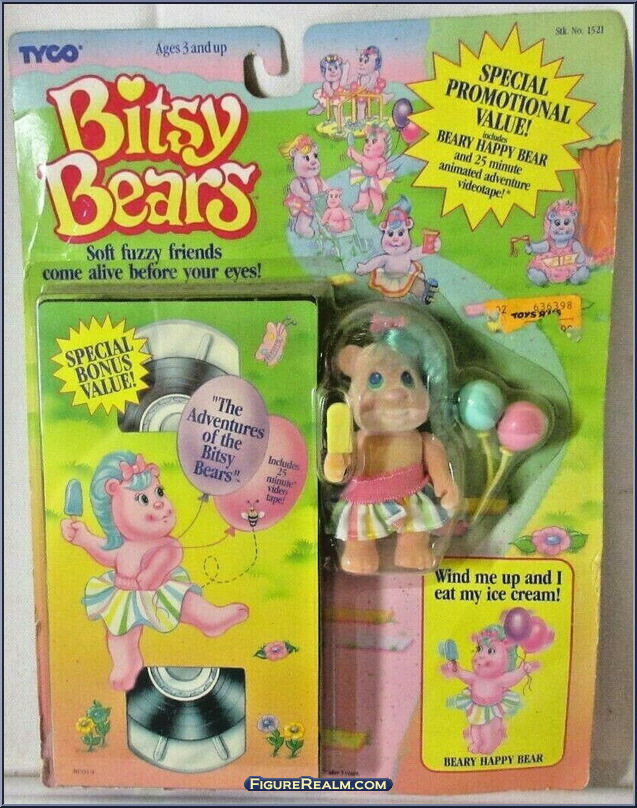 TYCO
Ages 3 and up
Stk. No. 1521
Bitsy
Bears
Soft fuzzy friends
come alive before your eyes!
SPECIAL
PROMOTIONAL
VALUE!
includes
BEARY HAPPY BEAR
and 25 minute
animated adventure
videotape!*
636398
TOYS R US
SPECIAL
BONUS
VALUE!
"The
Adventures
of the
Bitsy
Bears"
Includes
25
minute*
video
tape!
Wind me up and I
eat my ice cream!
BEARY HAPPY BEAR
FIGUREREALM.COM